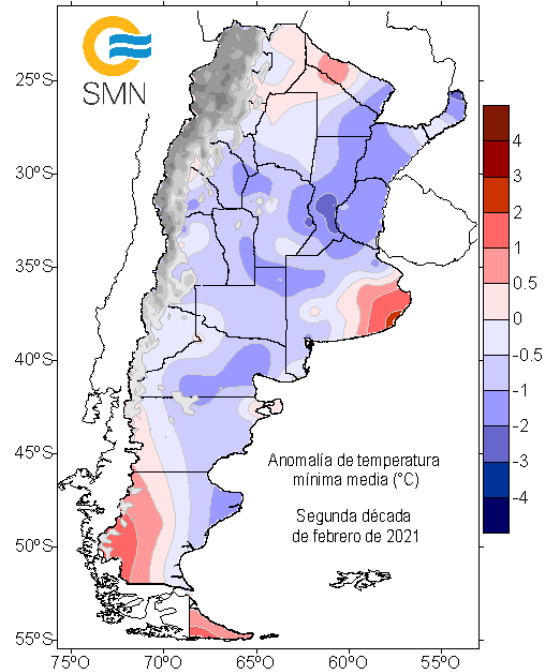 SMN
25ºS
30ºS
35ºS
40ºS
45ºS
50ºS
55ºS
75ºO
70ºO
65ºO
60ºO
55ºO
Anomalía de temperatura
mínima media (°C)
Segunda década
de febrero de 2021
4
3
2
1
0.5
0
-0.5
-1
-2
-3
-4